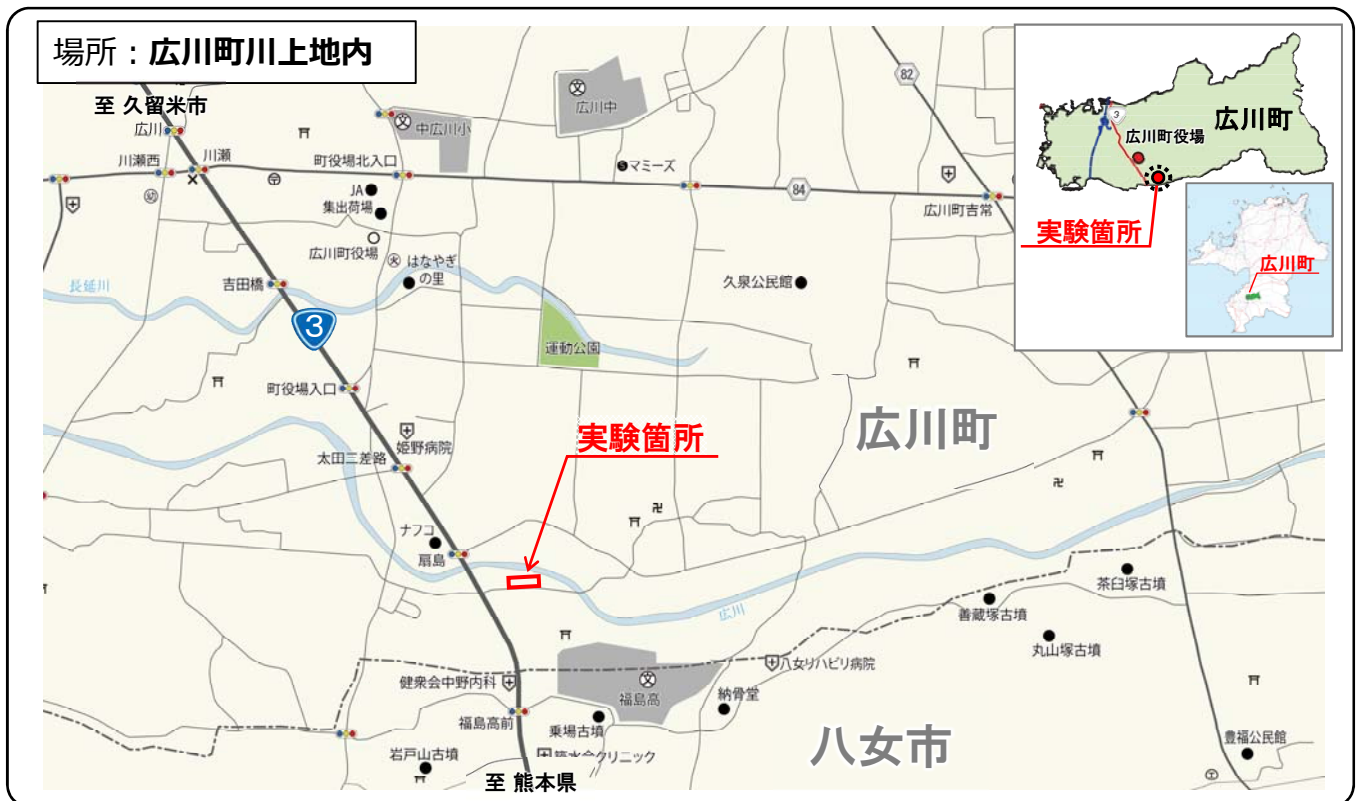 場所：広川町川上地内
至 久留米市
広川
川瀬西
川瀬
中広川小
町役場北入口
広川中
マミーズ
82
84
JA
集出荷場
広川町役場
はなやぎ
の里
長延川
吉田橋
3
久泉公民館
広川町吉常
運動公園
町役場入口
姫野病院
太田三差路
実験箇所
広川町
ナフコ
扇島
広川
茶臼塚古墳
善蔵塚古墳
丸山塚古墳
八女リハビリ病院
健衆会中野内科
福島高
納骨堂
福島高前
乗場古墳
八女市
岩戸山古墳
豊福公民館
至 熊本県
3
広川町役場
広川町
実験箇所
広川町